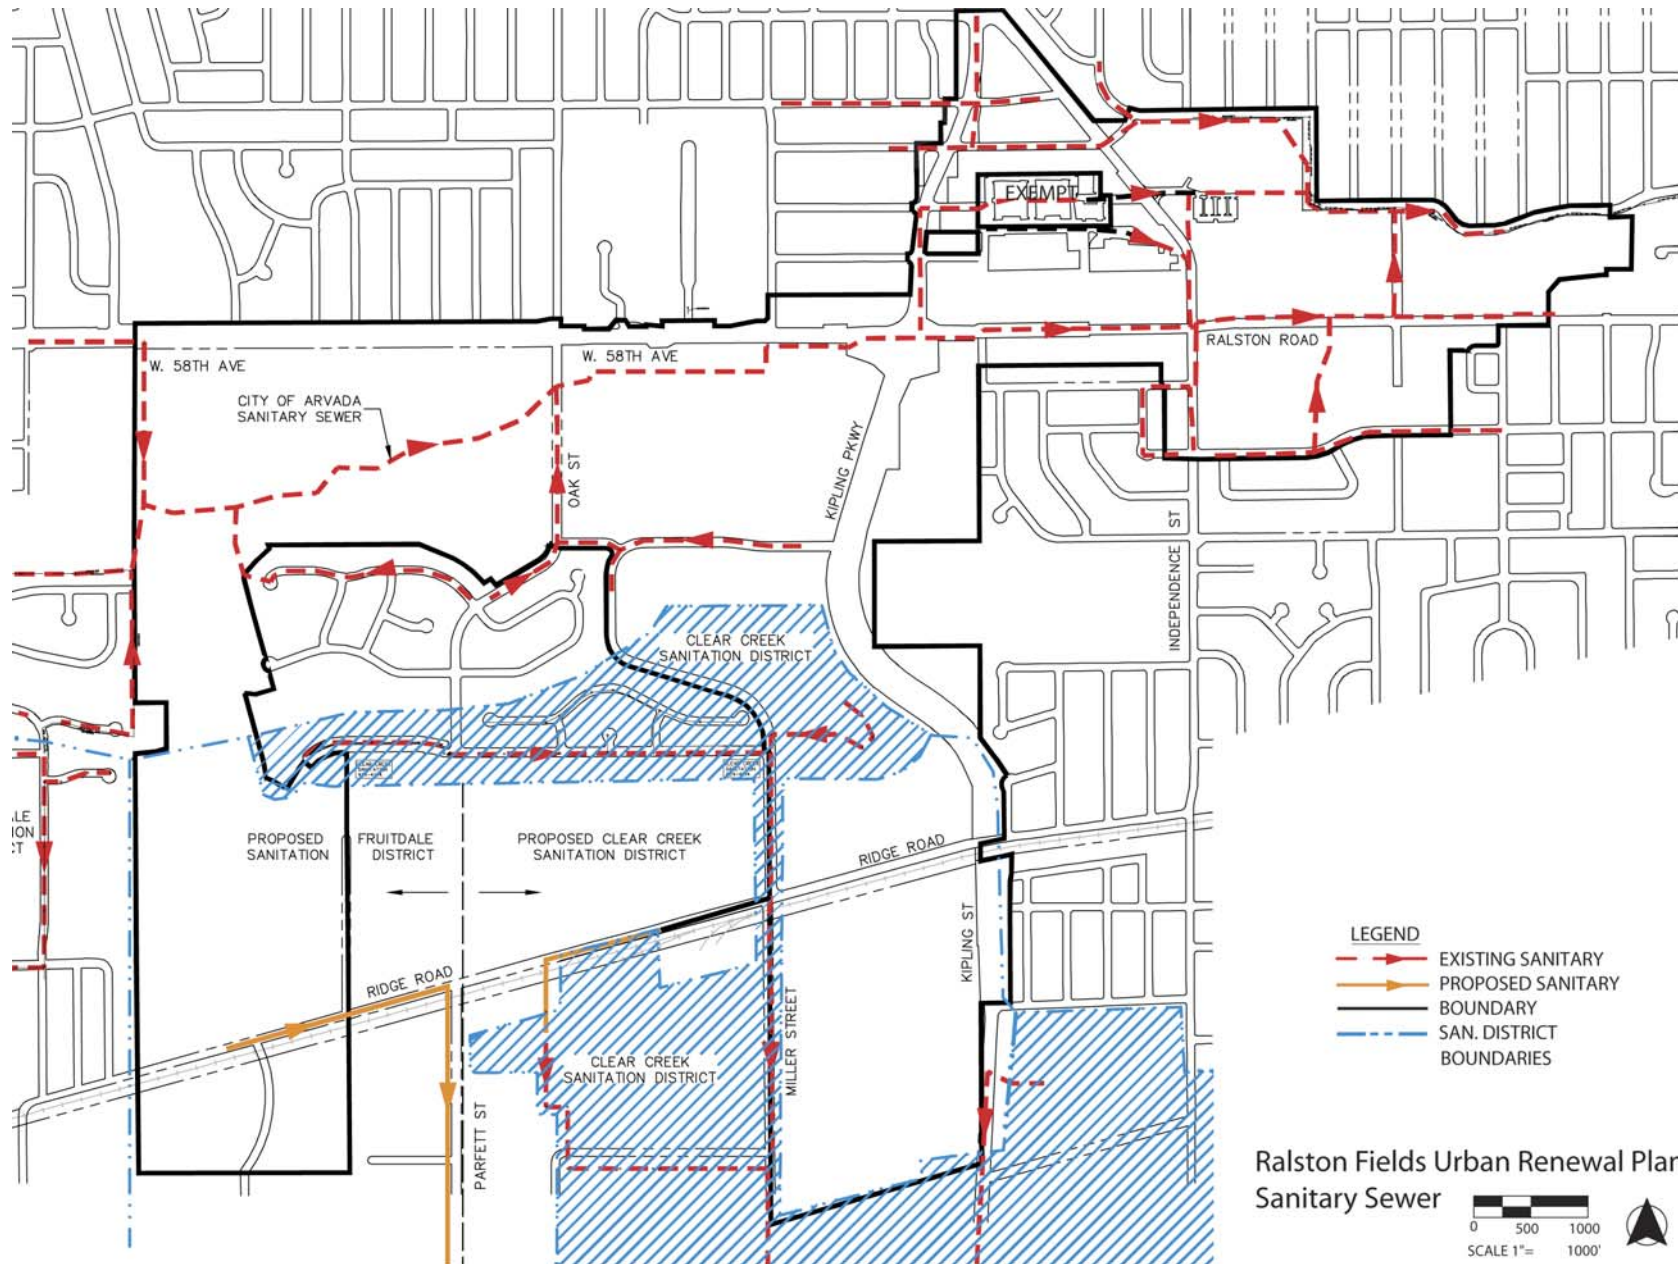 EXEMPT
RALSTON ROAD
W. 58TH AVE
W. 58TH AVE
CITY OF ARVADA
SANITARY SEWER
OAK ST
KIPLING PKWY
INDEPENDENCE ST
CLEAR CREEK
SANITATION DISTRICT
PROPOSED
SANITATION
FRUITDALE
DISTRICT
PROPOSED CLEAR CREEK
SANITATION DISTRICT
RIDGE ROAD
RIDGE ROAD
KIPLING ST
MILLER STREET
CLEAR CREEK
SANITATION DISTRICT
PARFETT ST
LEGEND
EXISTING SANITARY
PROPOSED SANITARY
BOUNDARY
SAN. DISTRICT
BOUNDARIES
Ralston Fields Urban Renewal Plan
Sanitary Sewer
0 500 1000
SCALE 1"= 1000'